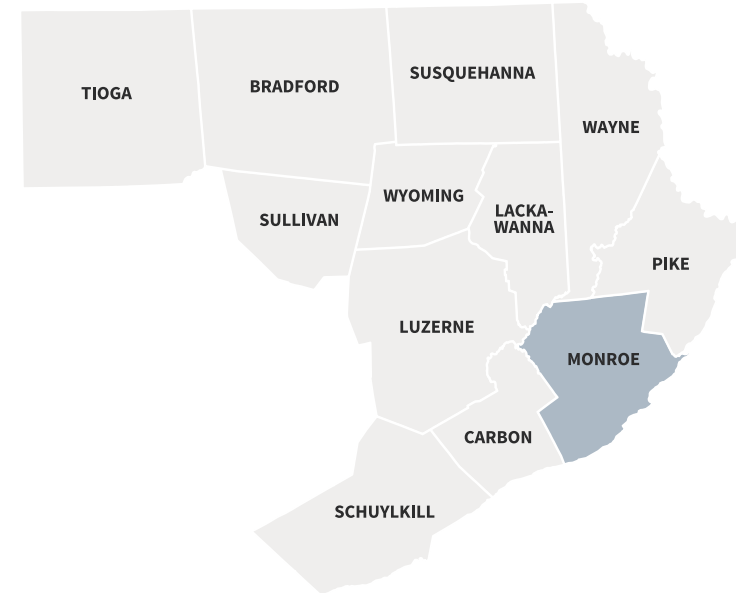 SUSQUEHANNA
BRADFORD
TIOGA
WAYNE
WYOMING
LACKA-
WANNA
SULLIVAN
PIKE
LUZERNE
MONROE
CARBON
SCHUYLKILL